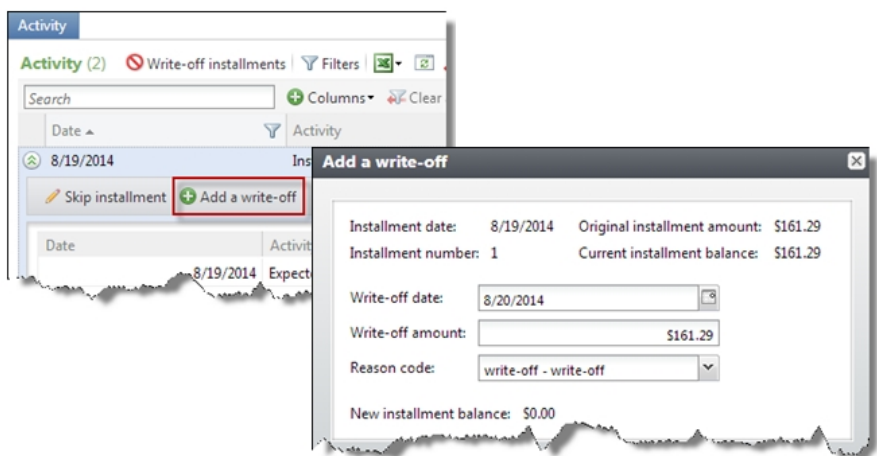 Activity
Activity (2) Write-off installments Filters
Search Columns Clear
Date Activity
8/19/2014
Skip installment Add a write-off
Date
8/19/2014
Add a write-off
Installment date: 8/19/2014 Original installment amount: $161.29
Installment number: 1 Current installment balance: $161.29
Write-off date: 8/20/2014
Write-off amount: $161.29
Reason code: write-off - write-off
New installment balance: $0.00